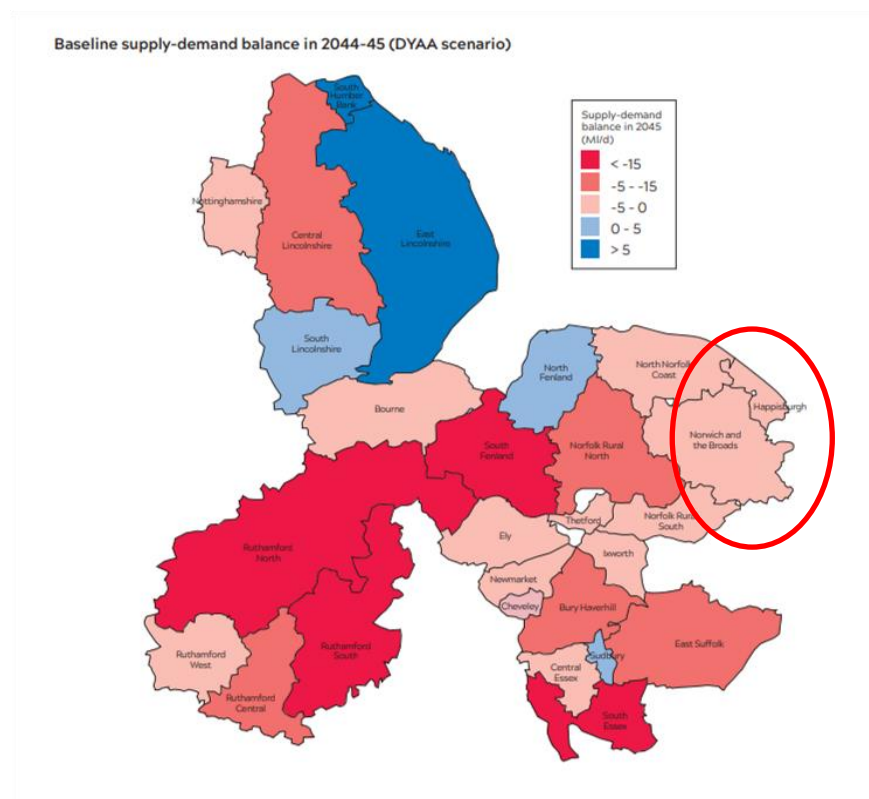 Baseline supply-demand balance in 2044-45 (DYAA scenario)
South
Humber
Bank
Supply-demand
balance in 2045
(Ml/d)
< -15
-5 - -15
-5 - 0
0 - 5
> 5
Nottinghamshire
Central
Lincolnshire
East
Lincolnshire
South
Lincolnshire
North
Fenland
North Norfolk
Coast
Happisburgh
Bourne
South
Fenland
Norfolk Rural
North
Norwich and
the Broads
Thetford
Norfolk Rural
South
Ely
Ixworth
Ruthamford
North
Newmarket
Cheveley
Bury Haverhill
East Suffolk
Ruthamford
West
Ruthamford
South
Sudbury
Central
Essex
Ruthamford
Central
South
Essex